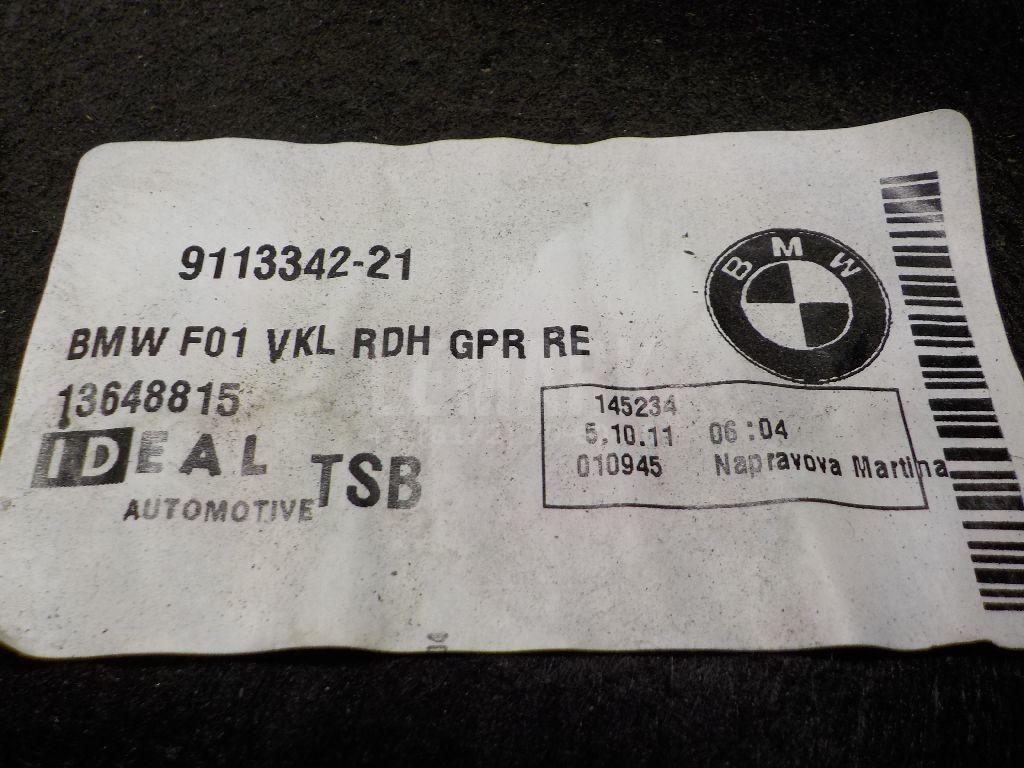 9113342-21
BMW
BMW F01 VKL RDH GPR RE
13648815
IDEAL TSB
AUTOMOTIVE
145234
5.10.11 06:04
010945 Napravova Martina